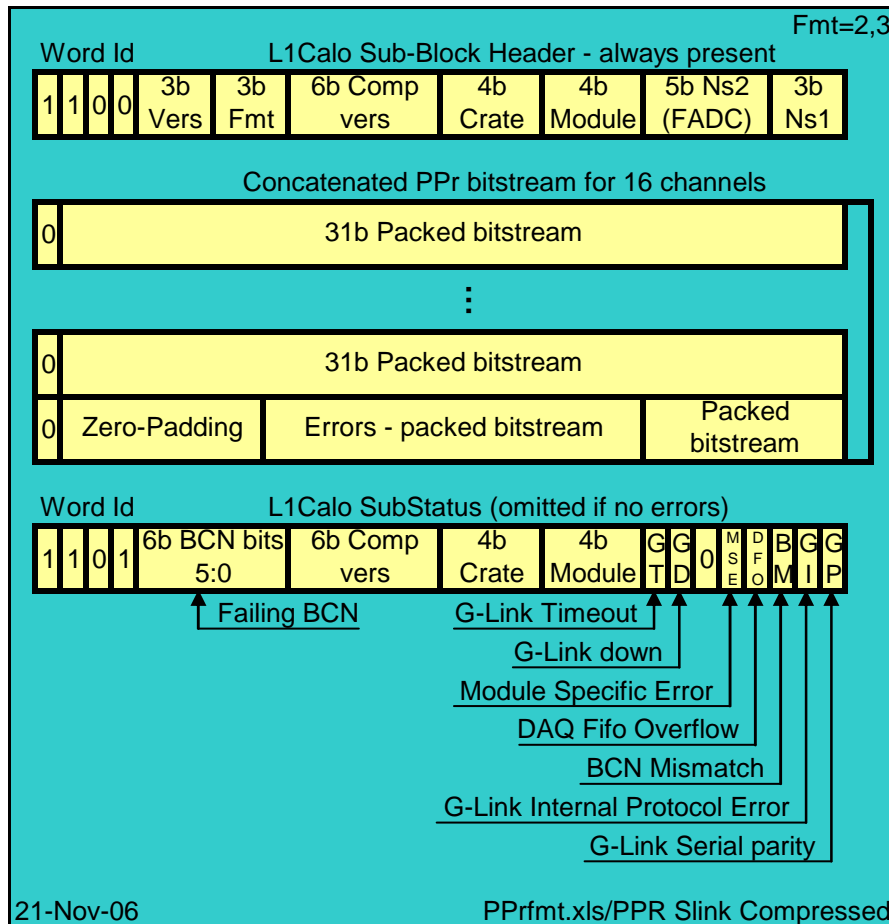 Fmt=2,3
Word Id L1Calo Sub-Block Header - always present
1 1 0 0 3b Vers 3b Fmt 6b Comp vers 4b Crate 4b Module 5b Ns2 (FADC) 3b Ns1
Concatenated PPr bitstream for 16 channels
0 31b Packed bitstream
⋮
0 31b Packed bitstream
0 Zero-Padding Errors - packed bitstream Packed bitstream
Word Id L1Calo SubStatus (omitted if no errors)
1 1 0 1 6b BCN bits 5:0 6b Comp vers 4b Crate 4b Module GT GD 0 MSE DFO BM GI GP
Failing BCN G-Link Timeout
G-Link down
Module Specific Error
DAQ Fifo Overflow
BCN Mismatch
G-Link Internal Protocol Error
G-Link Serial parity
21-Nov-06 PPrfmt.xls/PPR Slink Compressed